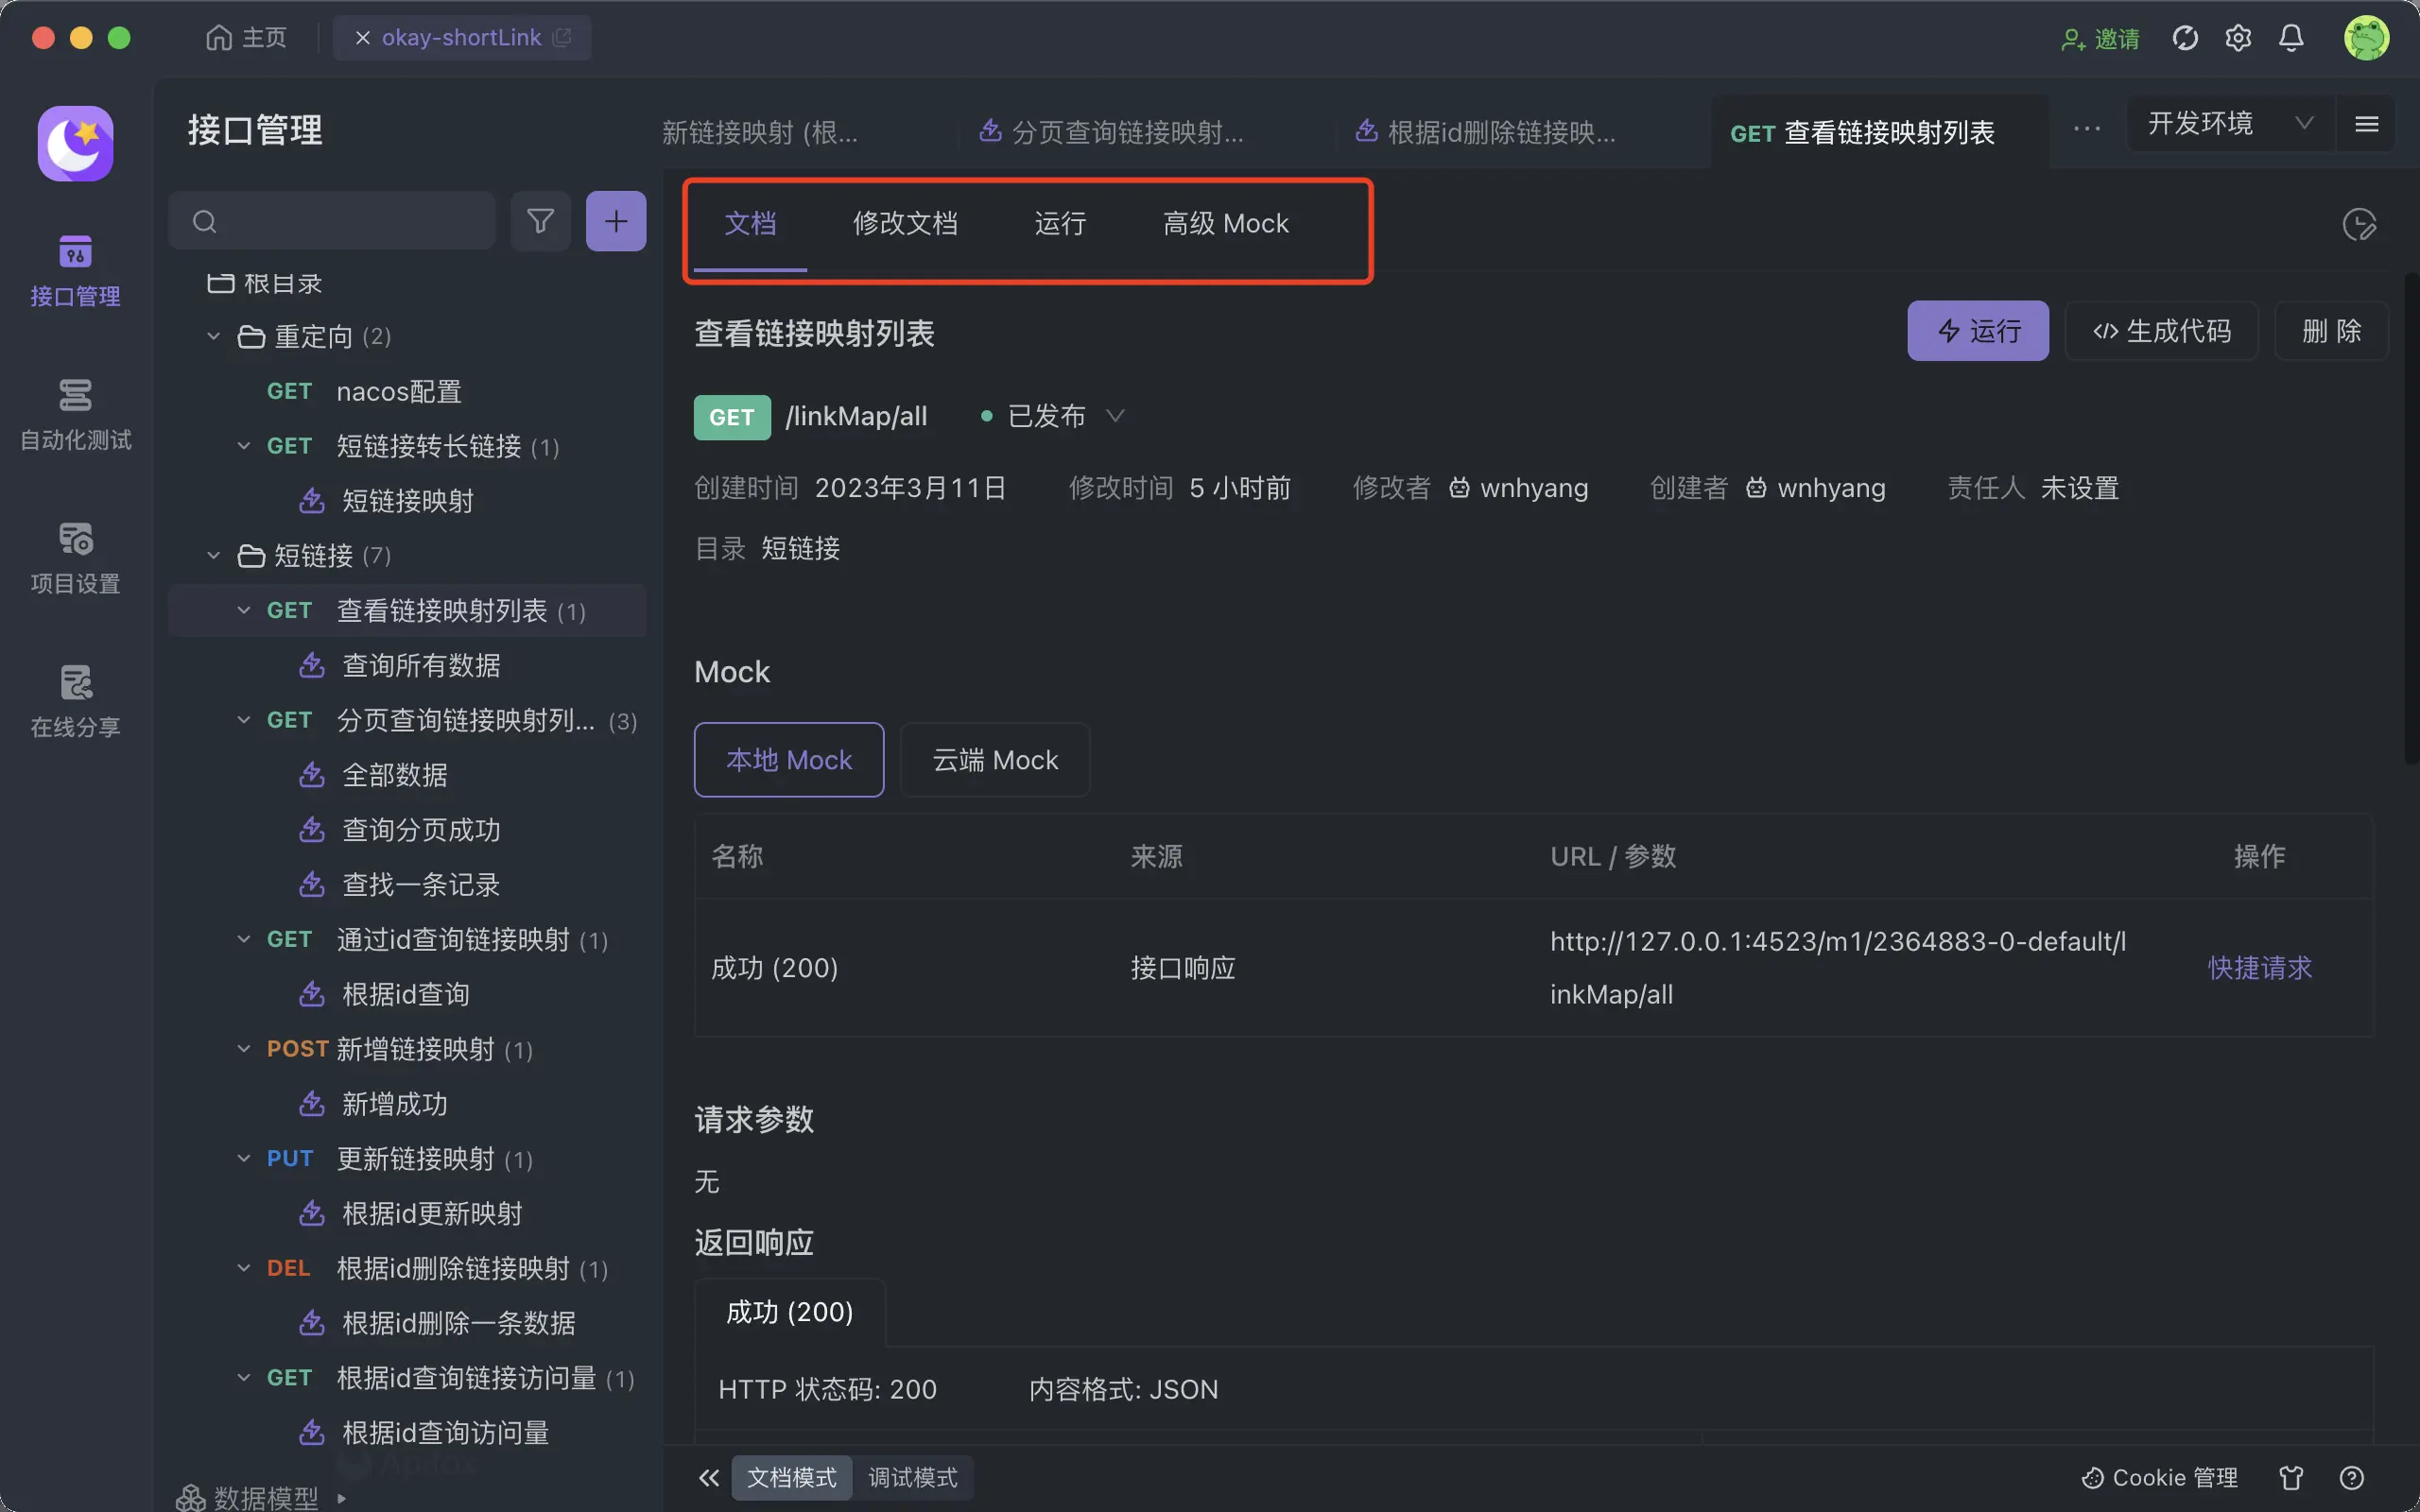 主页
okay-shortLink
邀请
接口管理
自动化测试
项目设置
在线分享
接口管理
根目录
重定向 (2)
GET nacos配置
GET 短链接转长链接 (1)
短链接映射
短链接 (7)
GET 查看链接映射列表 (1)
查询所有数据
GET 分页查询链接映射列... (3)
全部数据
查询分页成功
查找一条记录
GET 通过id查询链接映射 (1)
根据id查询
POST 新增链接映射 (1)
新增成功
PUT 更新链接映射 (1)
根据id更新映射
DEL 根据id删除链接映射 (1)
根据id删除一条数据
GET 根据id查询链接访问量 (1)
根据id查询访问量
数据模型
新链接映射 (根...
分页查询链接映射...
根据id删除链接映...
GET 查看链接映射列表
开发环境
文档 修改文档 运行 高级 Mock
查看链接映射列表
运行 生成代码 删 除
GET /linkMap/all 已发布
创建时间 2023年3月11日 修改时间 5 小时前 修改者 wnhyang 创建者 wnhyang 责任人 未设置
目录 短链接
Mock
本地 Mock 云端 Mock
名称 来源 URL / 参数 操作
成功 (200) 接口响应 http://127.0.0.1:4523/m1/2364883-0-default/l
inkMap/all
快捷请求
请求参数
无
返回响应
成功 (200)
HTTP 状态码: 200 内容格式: JSON
文档模式 调试模式
Cookie 管理